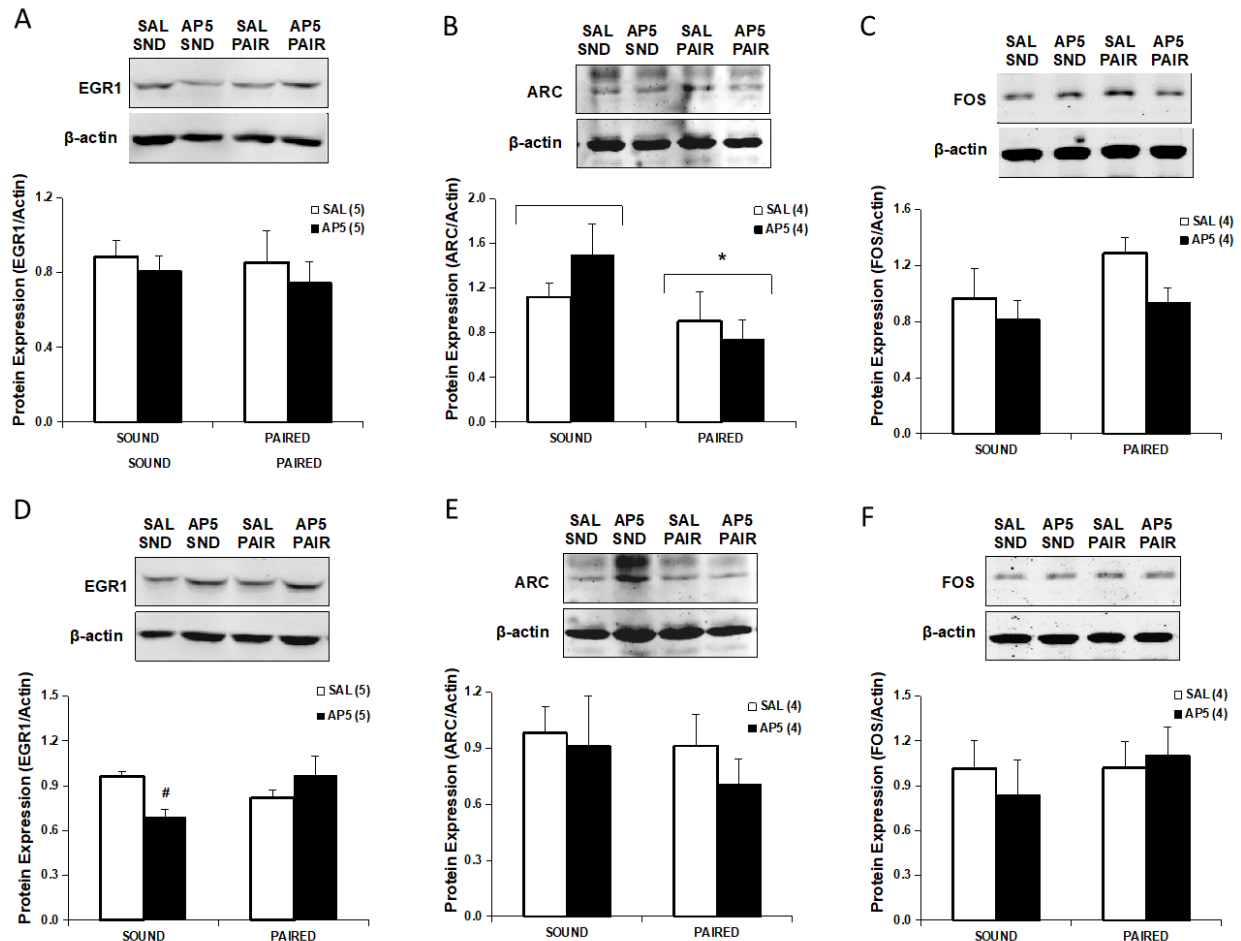 A
SAL AP5 SAL AP5
SND SND PAIR PAIR
EGR1
β-actin
Protein Expression (EGR1/Actin)
1.2
0.8
0.4
0.0
SAL (5)
AP5 (5)
SOUND PAIRED
SOUND PAIRED
B
SAL AP5 SAL AP5
SND SND PAIR PAIR
ARC
β-actin
Protein Expression (ARC/Actin)
2.0
1.6
1.2
0.8
0.4
0.0
SAL (4)
AP5 (4)
*
SOUND PAIRED
C
SAL AP5 SAL AP5
SND SND PAIR PAIR
FOS
β-actin
Protein Expression (FOS/Actin)
1.6
1.2
0.8
0.4
0.0
SAL (4)
AP5 (4)
SOUND PAIRED
D
SAL AP5 SAL AP5
SND SND PAIR PAIR
EGR1
β-actin
Protein Expression (EGR1/Actin)
1.5
1.2
0.9
0.6
0.3
0.0
SAL (5)
AP5 (5)
#
SOUND PAIRED
E
SAL AP5 SAL AP5
SND SND PAIR PAIR
ARC
β-actin
Protein Expression (ARC/Actin)
1.2
0.9
0.6
0.3
0.0
SAL (4)
AP5 (4)
SOUND PAIRED
F
SAL AP5 SAL AP5
SND SND PAIR PAIR
FOS
β-actin
Protein Expression (FOS/Actin)
1.5
1.2
0.9
0.6
0.3
0.0
SAL (4)
AP5 (4)
SOUND PAIRED